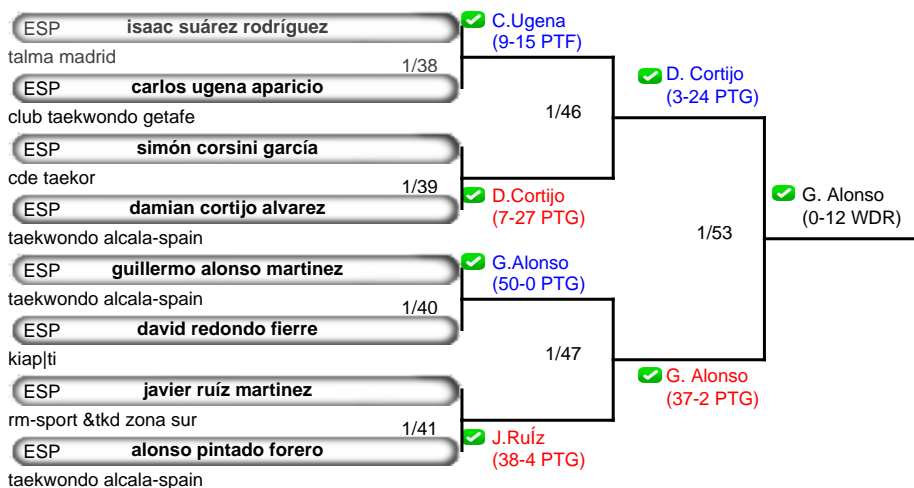 ESP isaac suárez rodríguez
talma madrid
1/38
ESP carlos ugena aparicio
club taekwondo getafe
ESP simón corsini garcía
cde taekor
1/39
ESP damian cortijo alvarez
taekwondo alcala-spain
ESP guillermo alonso martinez
taekwondo alcala-spain
1/40
ESP david redondo fierre
kiap|ti
ESP javier ruíz martinez
rm-sport &tkd zona sur
1/41
ESP alonso pintado forero
taekwondo alcala-spain
C.Ugena
(9-15 PTF)
1/46
D.Cortijo
(7-27 PTG)
G.Alonso
(50-0 PTG)
1/47
J.RuÍz
(38-4 PTG)
D. Cortijo
(3-24 PTG)
1/53
G. Alonso
(37-2 PTG)
G. Alonso
(0-12 WDR)